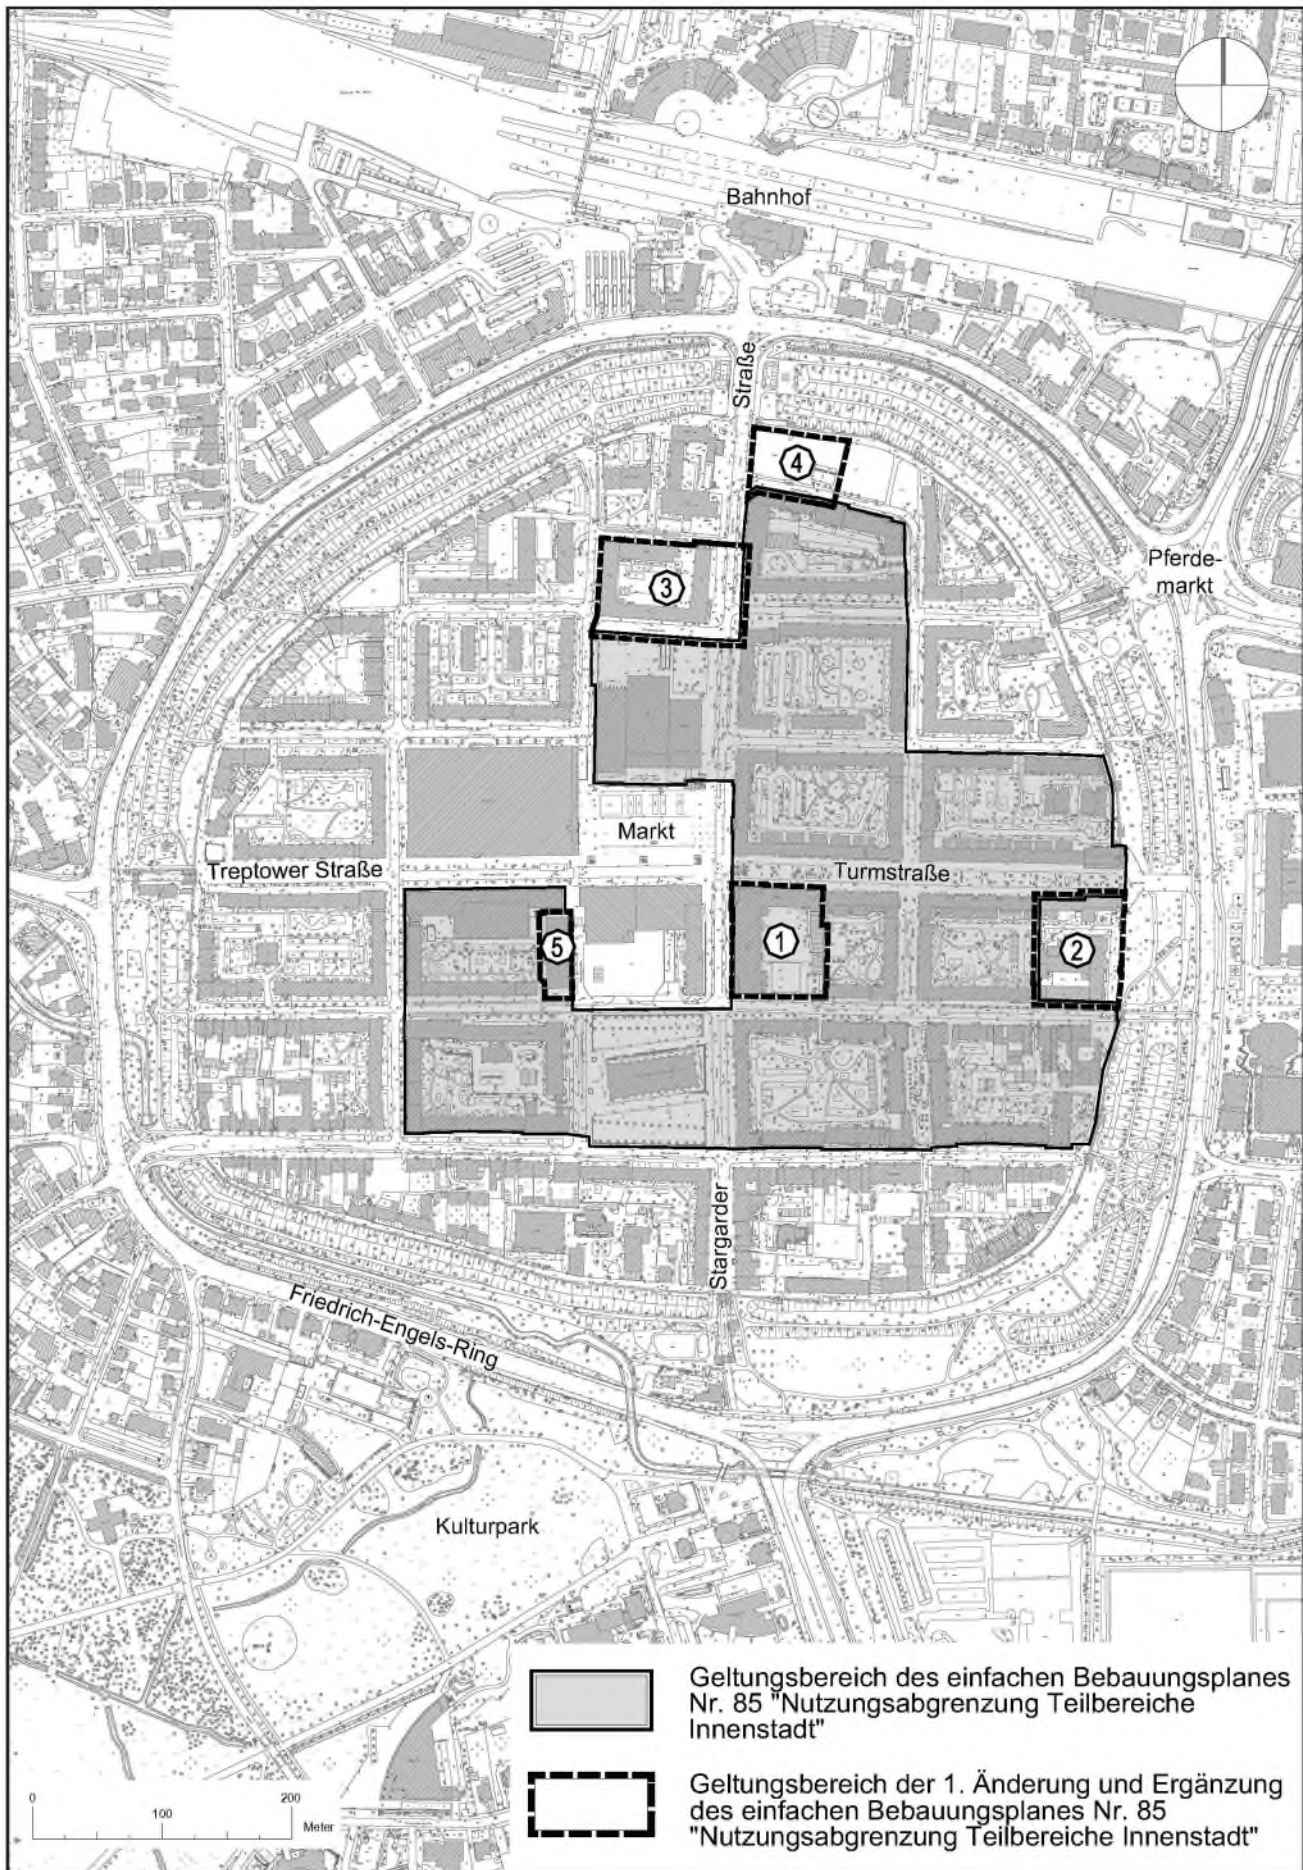 Bahnhof
Straße
4
Pferde-
markt
3
Markt
Treptower Straße
Turmstraße
5
1
2
Stargarder
Friedrich-Engels-Ring
Kulturpark
Geltungsbereich des einfachen Bebauungsplanes
Nr. 85 "Nutzungsabgrenzung Teilbereiche
Innenstadt"
Geltungsbereich der 1. Änderung und Ergänzung
des einfachen Bebauungsplanes Nr. 85
"Nutzungsabgrenzung Teilbereiche Innenstadt"
0
200
100
Meter